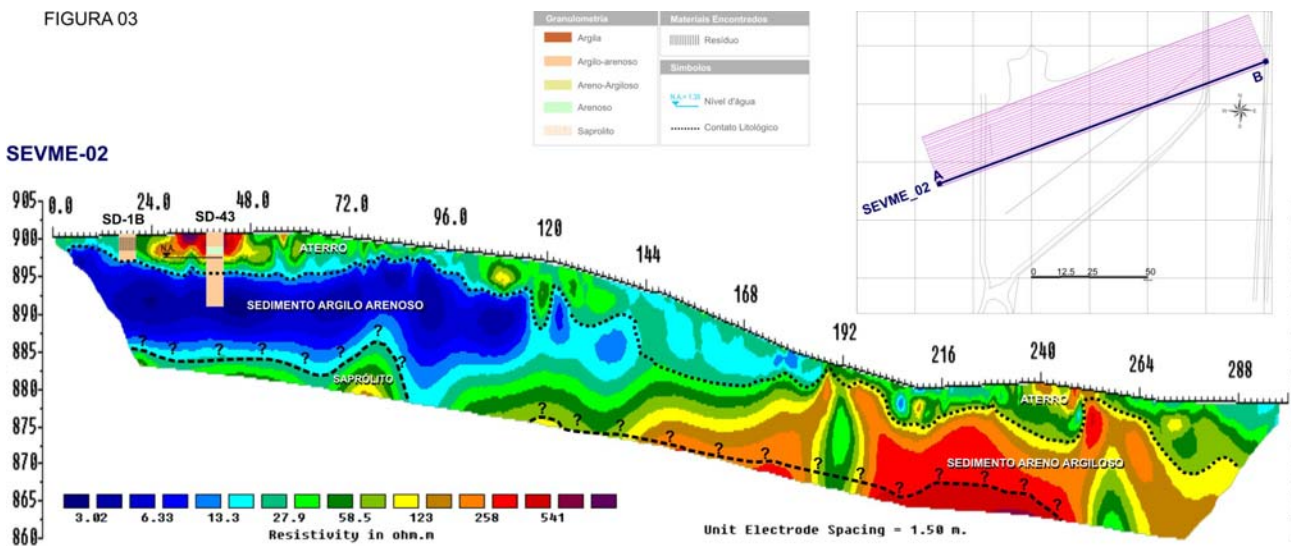 FIGURA 03
Granulometria
Argila
Argilo-arenoso
Areno-Argiloso
Arenoso
Saprolito
Materiais Encontrados
Resíduo
Símbolos
Nível d'água
Contato Litológico
SEVME_02
A
B
N
W
E
S
0 12.5 25 50
SEVME-02
0.0 24.0 48.0 72.0 96.0 120 144 168 192 216 240 264 288
SD-1B
SD-43
N.A.
ATERRO
SEDIMENTO ARGILO ARENOSO
SAPRÓLITO
ATERRO
SEDIMENTO ARENO ARGILOSO
? ? ? ? ? ? ? ? ? ? ? ? ? ? ? ? ? ? ? ?
905
900
895
890
885
880
875
870
865
860
3.02 6.33 13.3 27.9 58.5 123 258 541
Resistivity in ohm.m
Unit Electrode Spacing = 1.50 m.